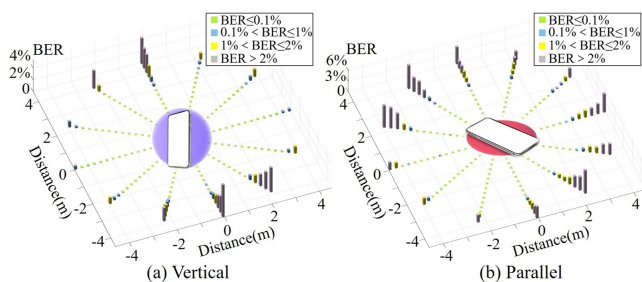 BER
4%
2%
0
BER≤0.1%
0.1% < BER≤1%
1% < BER≤2%
BER > 2%
4
2
0
-2
-4
Distance(m)
-4
-2
0
2
4
Distance(m)
(a) Vertical
BER
6%
3%
0
BER≤0.1%
0.1% < BER≤1%
1% < BER≤2%
BER > 2%
4
2
0
-2
-4
Distance(m)
-4
-2
0
2
4
Distance(m)
(b) Parallel